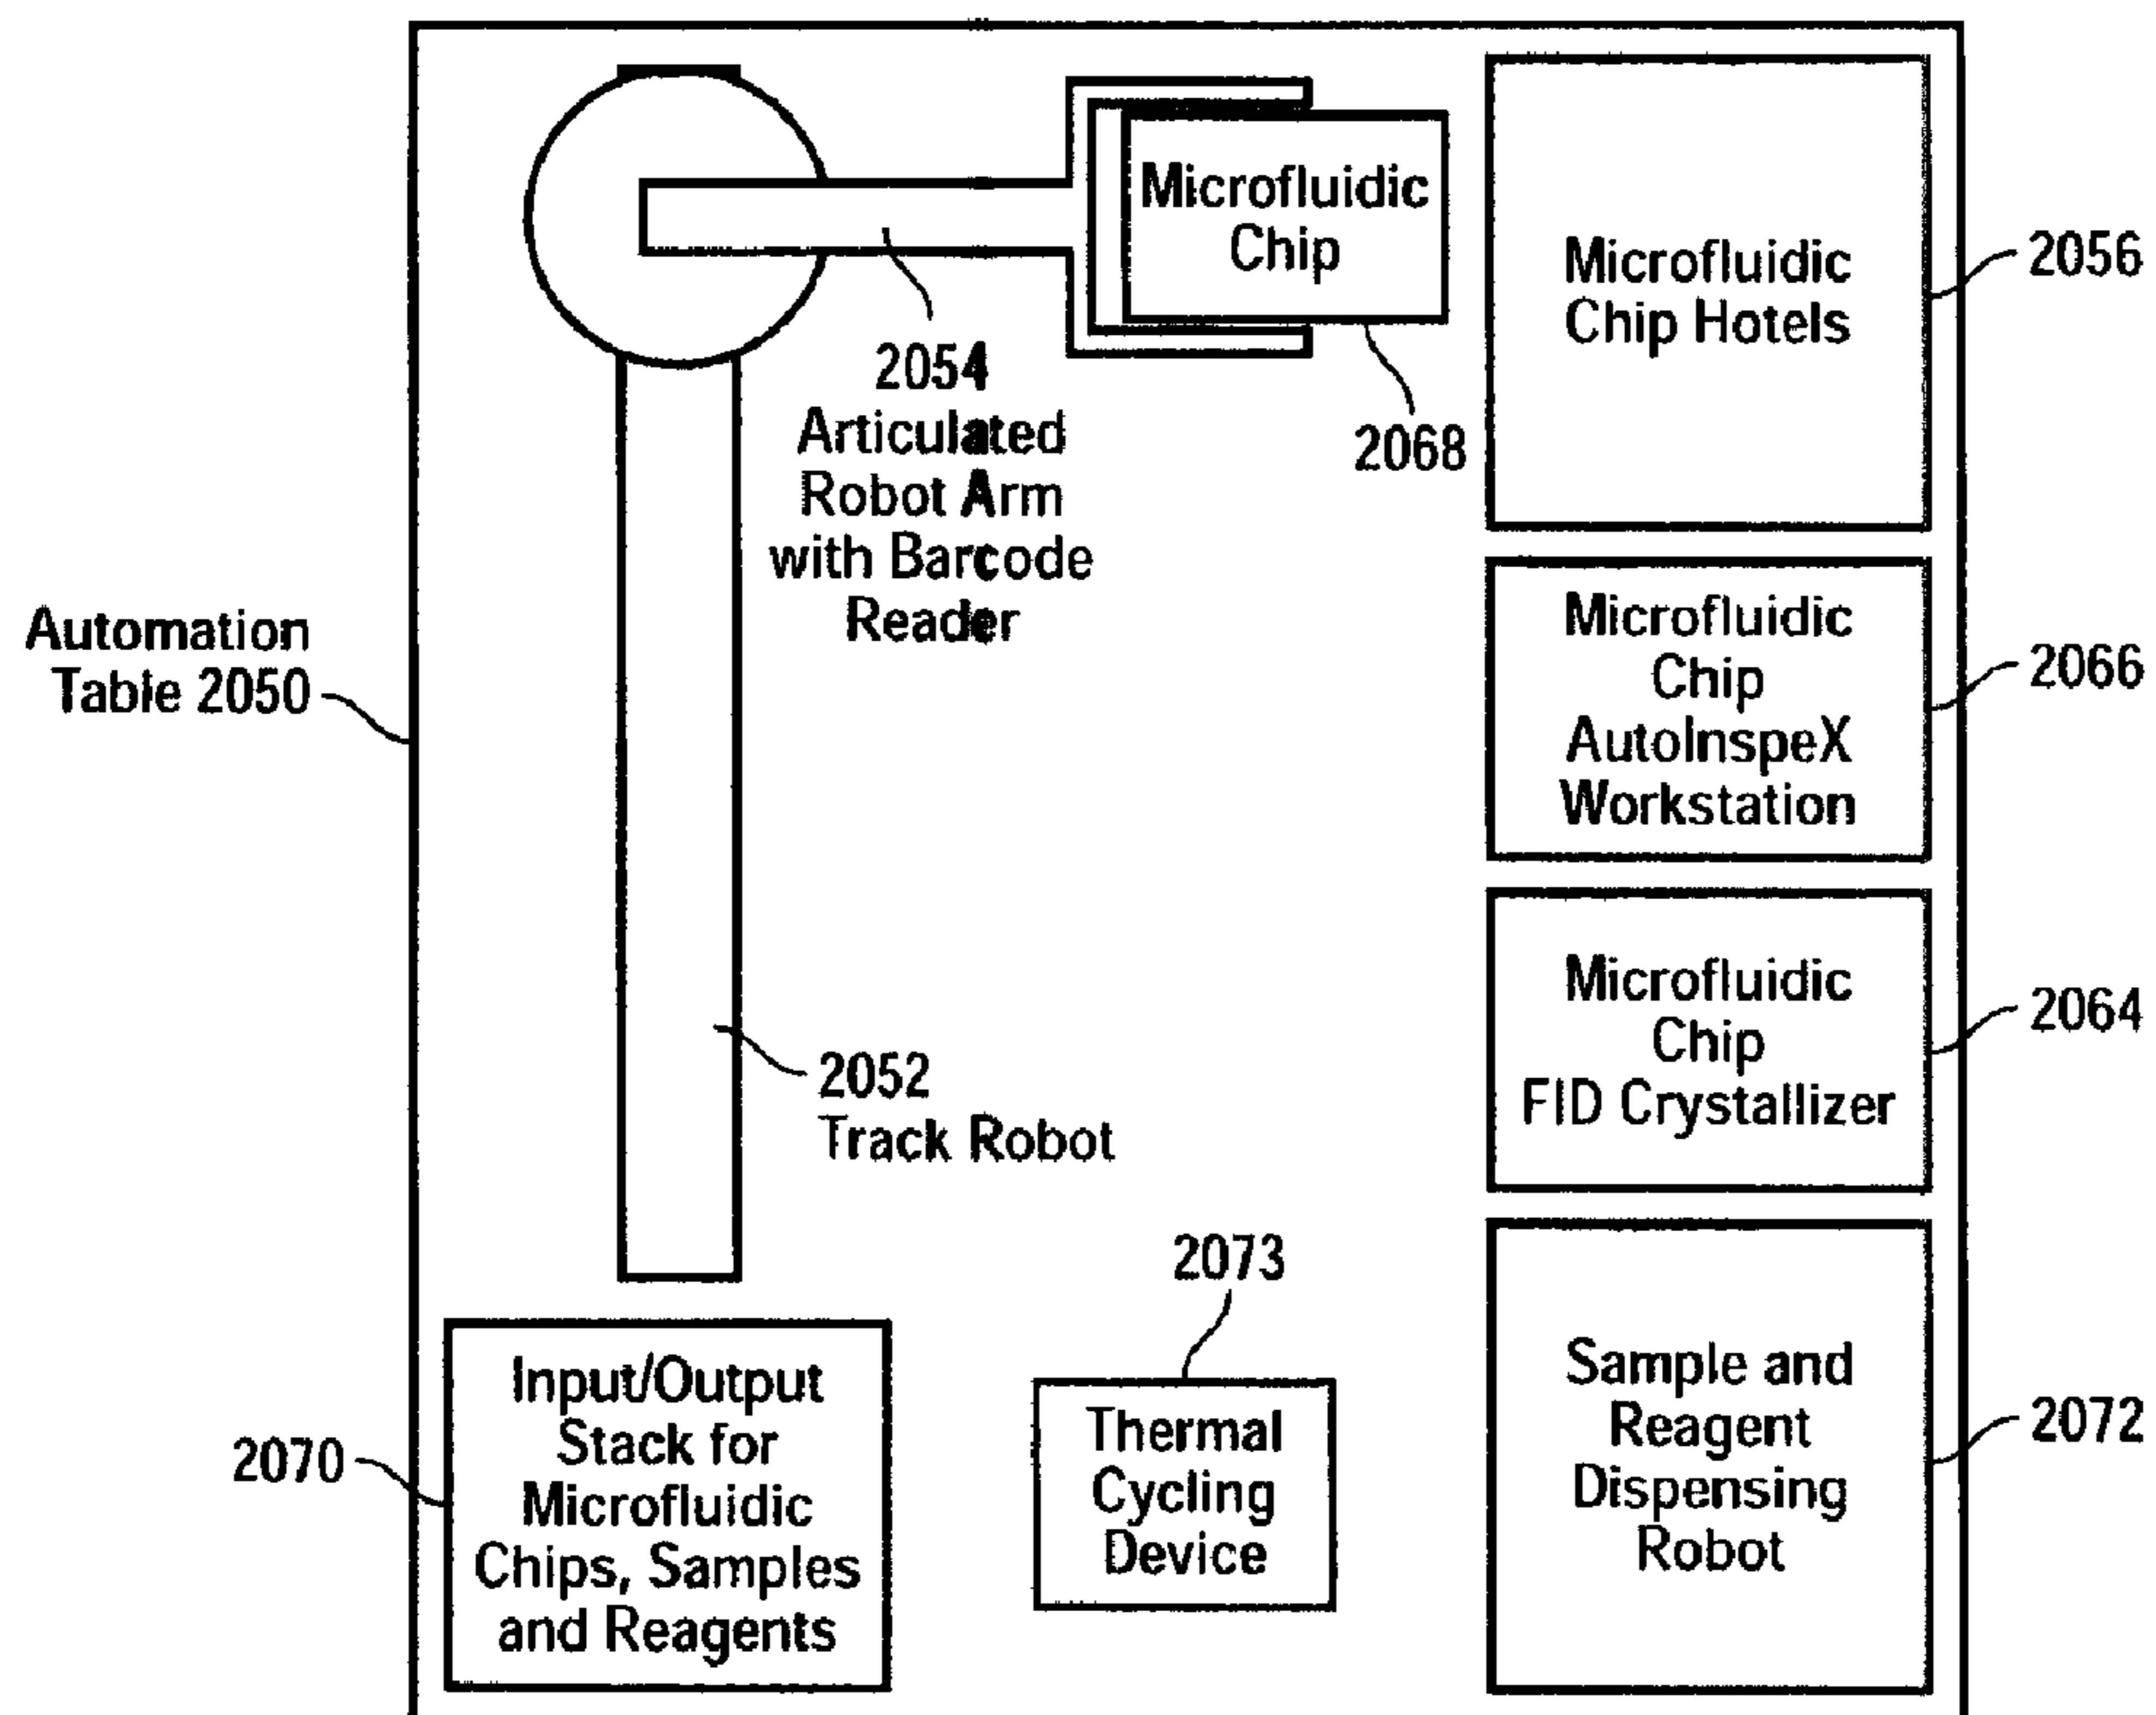 Microfluidic
Chip
2068
2054
Articulated
Robot Arm
with Barcode
Reader
Microfluidic
Chip Hotels
2056
Automation
Table 2050
Microfluidic
Chip
AutoInspeX
Workstation
2066
Microfluidic
Chip
FID Crystallizer
2064
2052
Track Robot
2073
Thermal
Cycling
Device
2070
Input/Output
Stack for
Microfluidic
Chips, Samples
and Reagents
Sample and
Reagent
Dispensing
Robot
2072